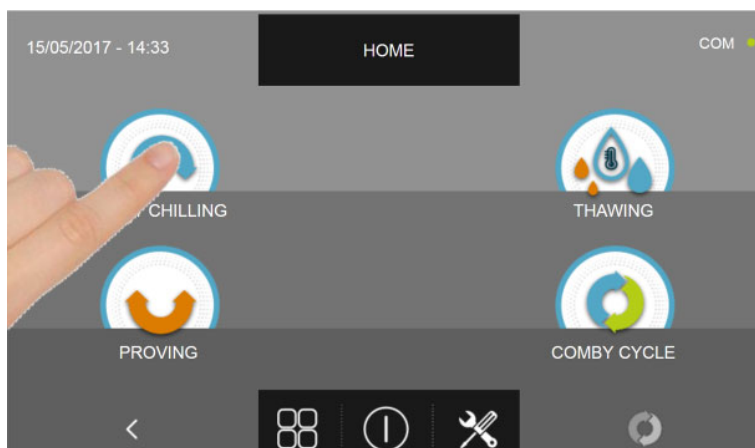 15/05/2017 - 14:33
HOME
COM
CHILLING
THAWING
PROVING
COMBY CYCLE